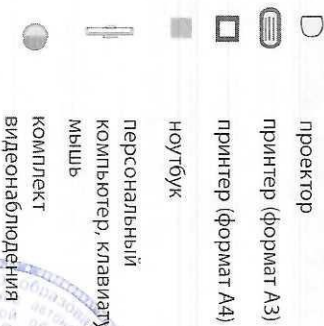 проектор
принтер (формат А3)
принтер (формат А4)
ноутбук
персональный
компьютер, клавиату
мышь
комплект
видеонаблюдения